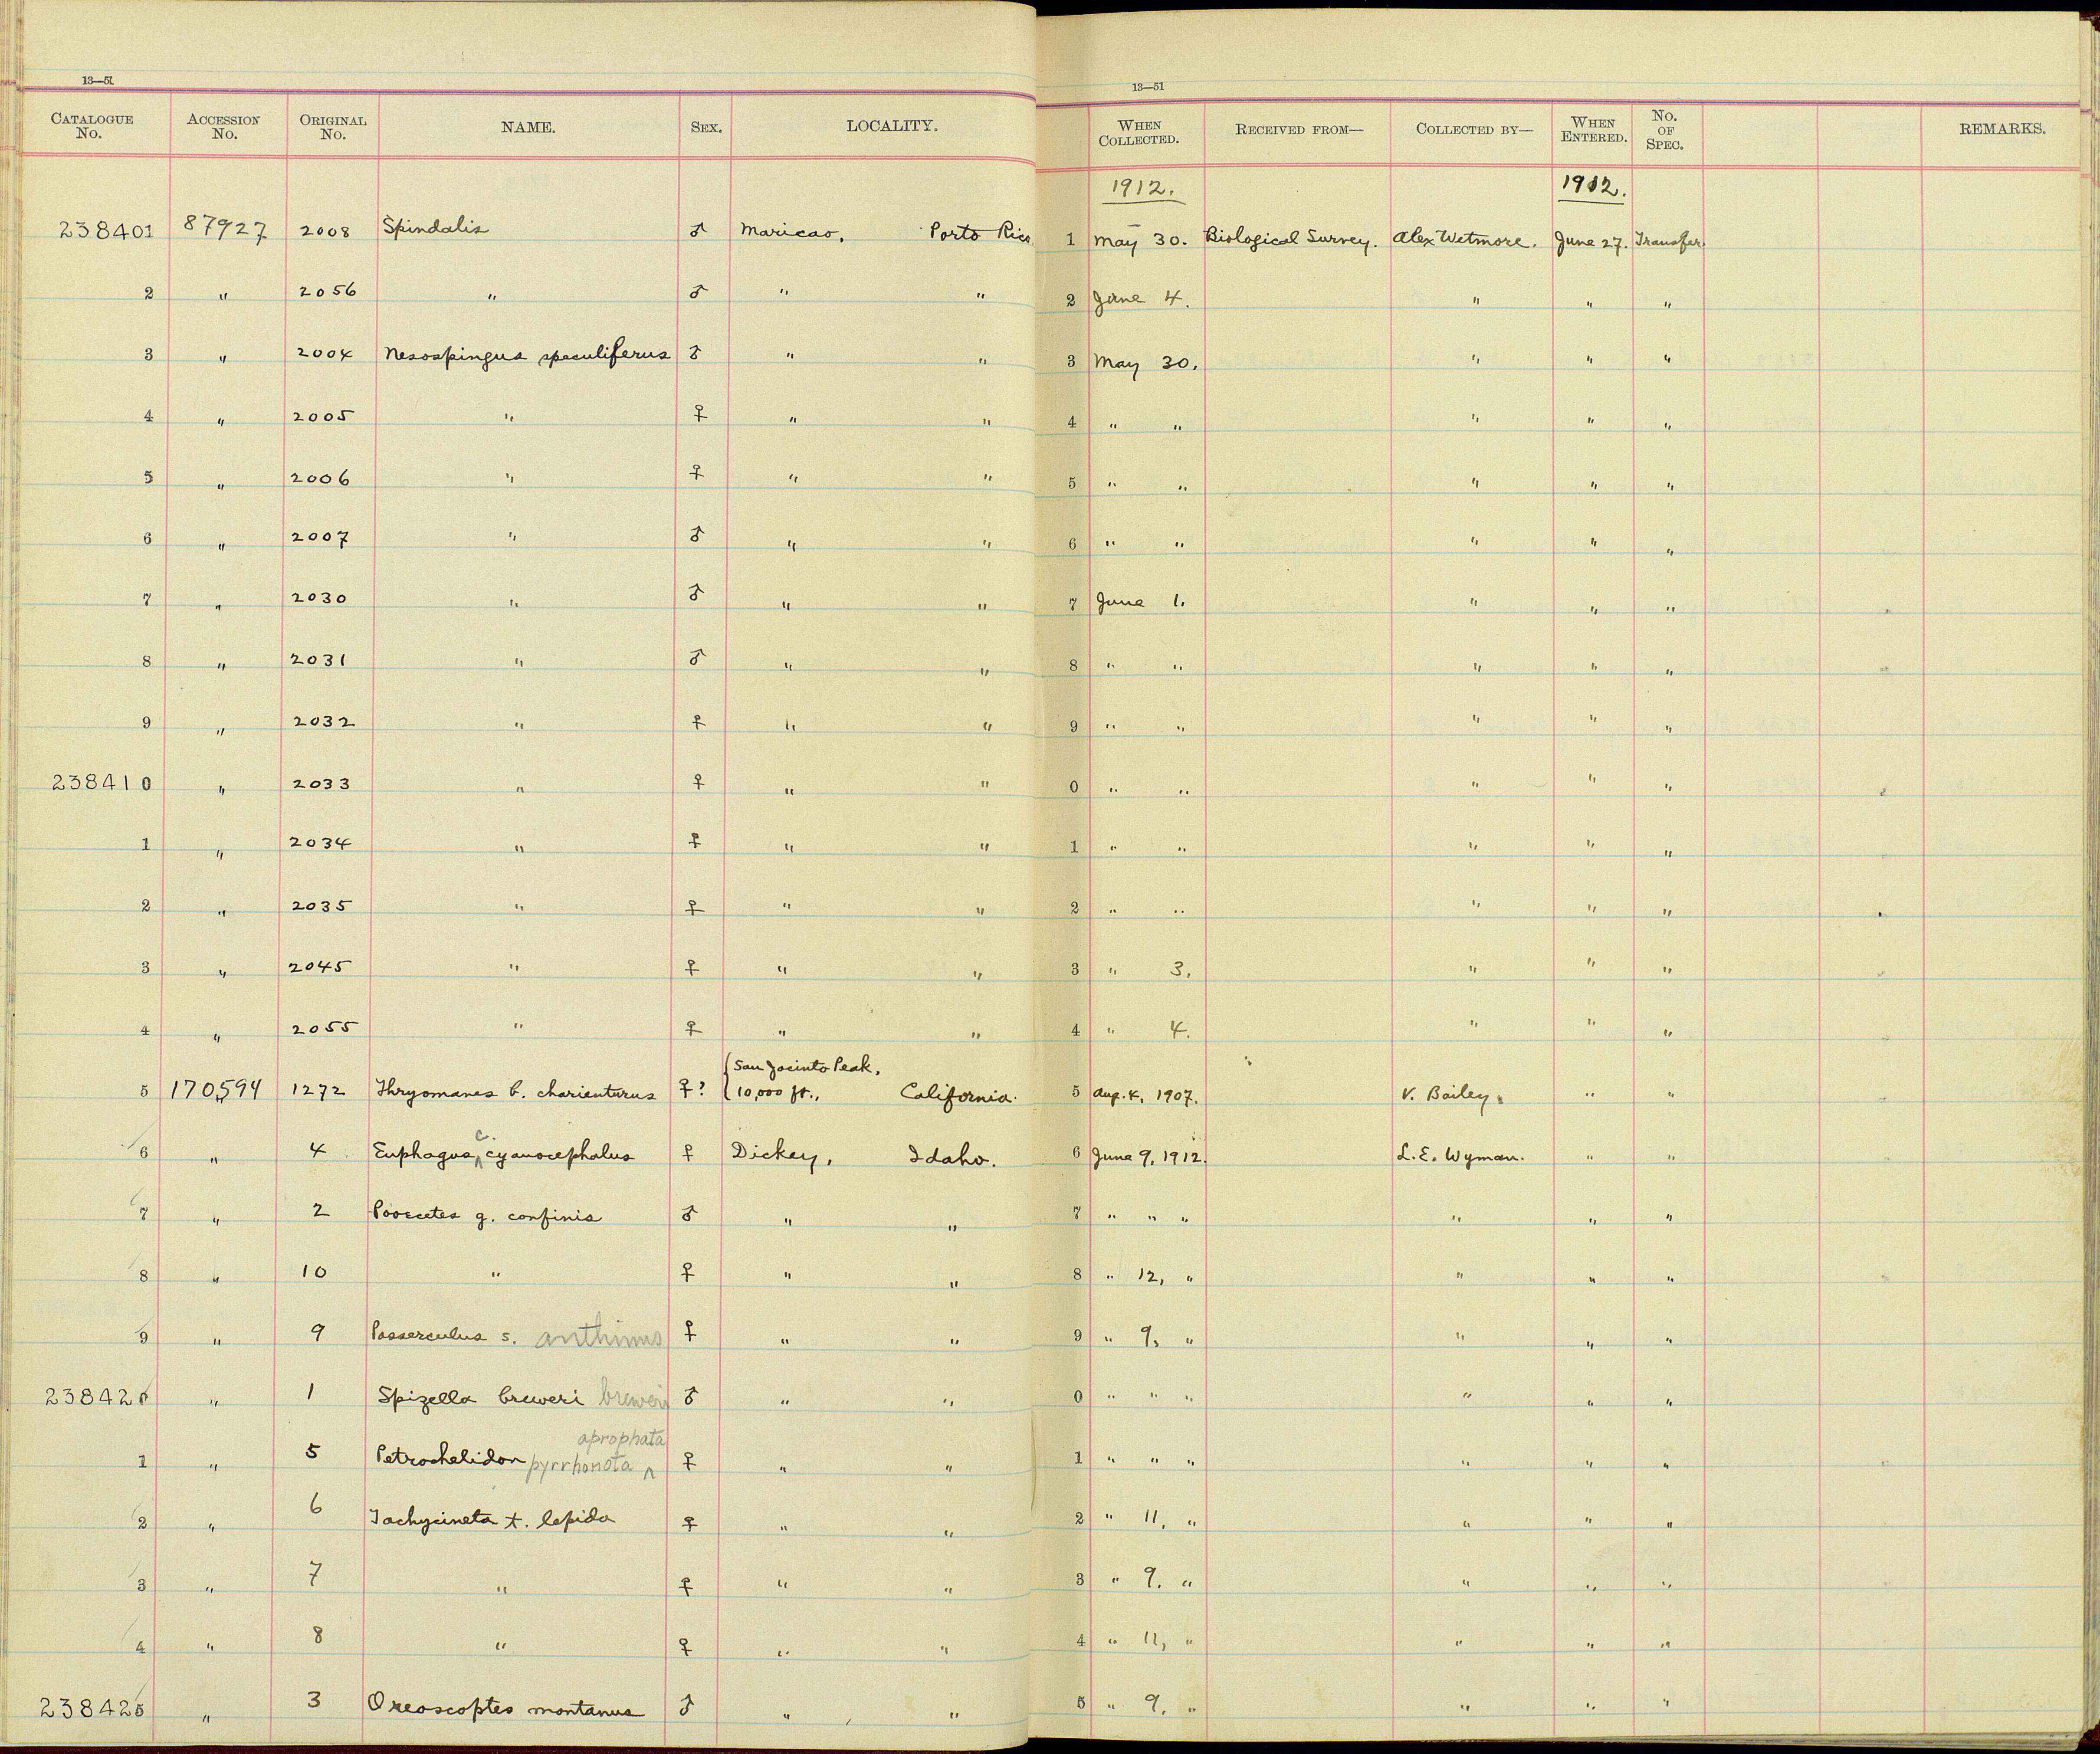 13—51 13—51
CATALOGUE No. ACCESSION No. ORIGINAL No. NAME. SEX. LOCALITY. WHEN COLLECTED. RECEIVED FROM— COLLECTED BY— WHEN ENTERED. No. OF SPEC. REMARKS.
1912. 1912.
238401 87927 2008 Spindalis ♂ Maricao, Porto Rico 1 May 30. Biological Survey. Alex Wetmore. June 27. Transfer
2 " 2056 " ♂ " " 2 June 4. " " "
3 " 2004 Nesospingus speculiferus ♂ " " 3 May 30. " " "
4 " 2005 " ♀ " " 4 " " " " "
5 " 2006 " ♀ " " 5 " " " " "
6 " 2007 " ♂ " " 6 " " " " "
7 " 2030 " ♂ " " 7 June 1. " " "
8 " 2031 " ♂ " " 8 " " " " "
9 " 2032 " ♀ " " 9 " " " " "
238410 " 2033 " ♀ " " 0 " " " " "
1 " 2034 " ♀ " " 1 " " " " "
2 " 2035 " ♀ " " 2 " " " " "
3 " 2045 " ♀ " " 3 " 3. " " "
4 " 2055 " ♀ " " 4 " 4. " " "
5 170594 1272 Thryomanes b. charienturus ♀? San Jacinto Peak, 10,000 ft., California. 5 Aug. 4, 1907. V. Bailey. " "
6 " 4 Euphagus c. cyanocephalus ♀ Dickey, Idaho. 6 June 9, 1912. L. E. Wyman. " "
7 " 2 Pooecetes g. confinis ♂ " " 7 " " " " " "
8 " 10 " ♀ " " 8 " 12, " " " "
9 " 9 Passerculus s. anthinus ♀ " " 9 " 9, " " " "
238420 " 1 Spizella breweri breweri ♂ " " 0 " " " " " "
1 " 5 Petrochelidon pyrrhonota aprophata ♀ " " 1 " " " " " "
2 " 6 Tachycineta t. lepida ♀ " " 2 " 11, " " " "
3 " 7 " ♀ " " 3 " 9, " " " "
4 " 8 " ♀ " " 4 " 11, " " " "
238425 " 3 Oreoscoptes montanus ♂ " " 5 " 9, " " " "